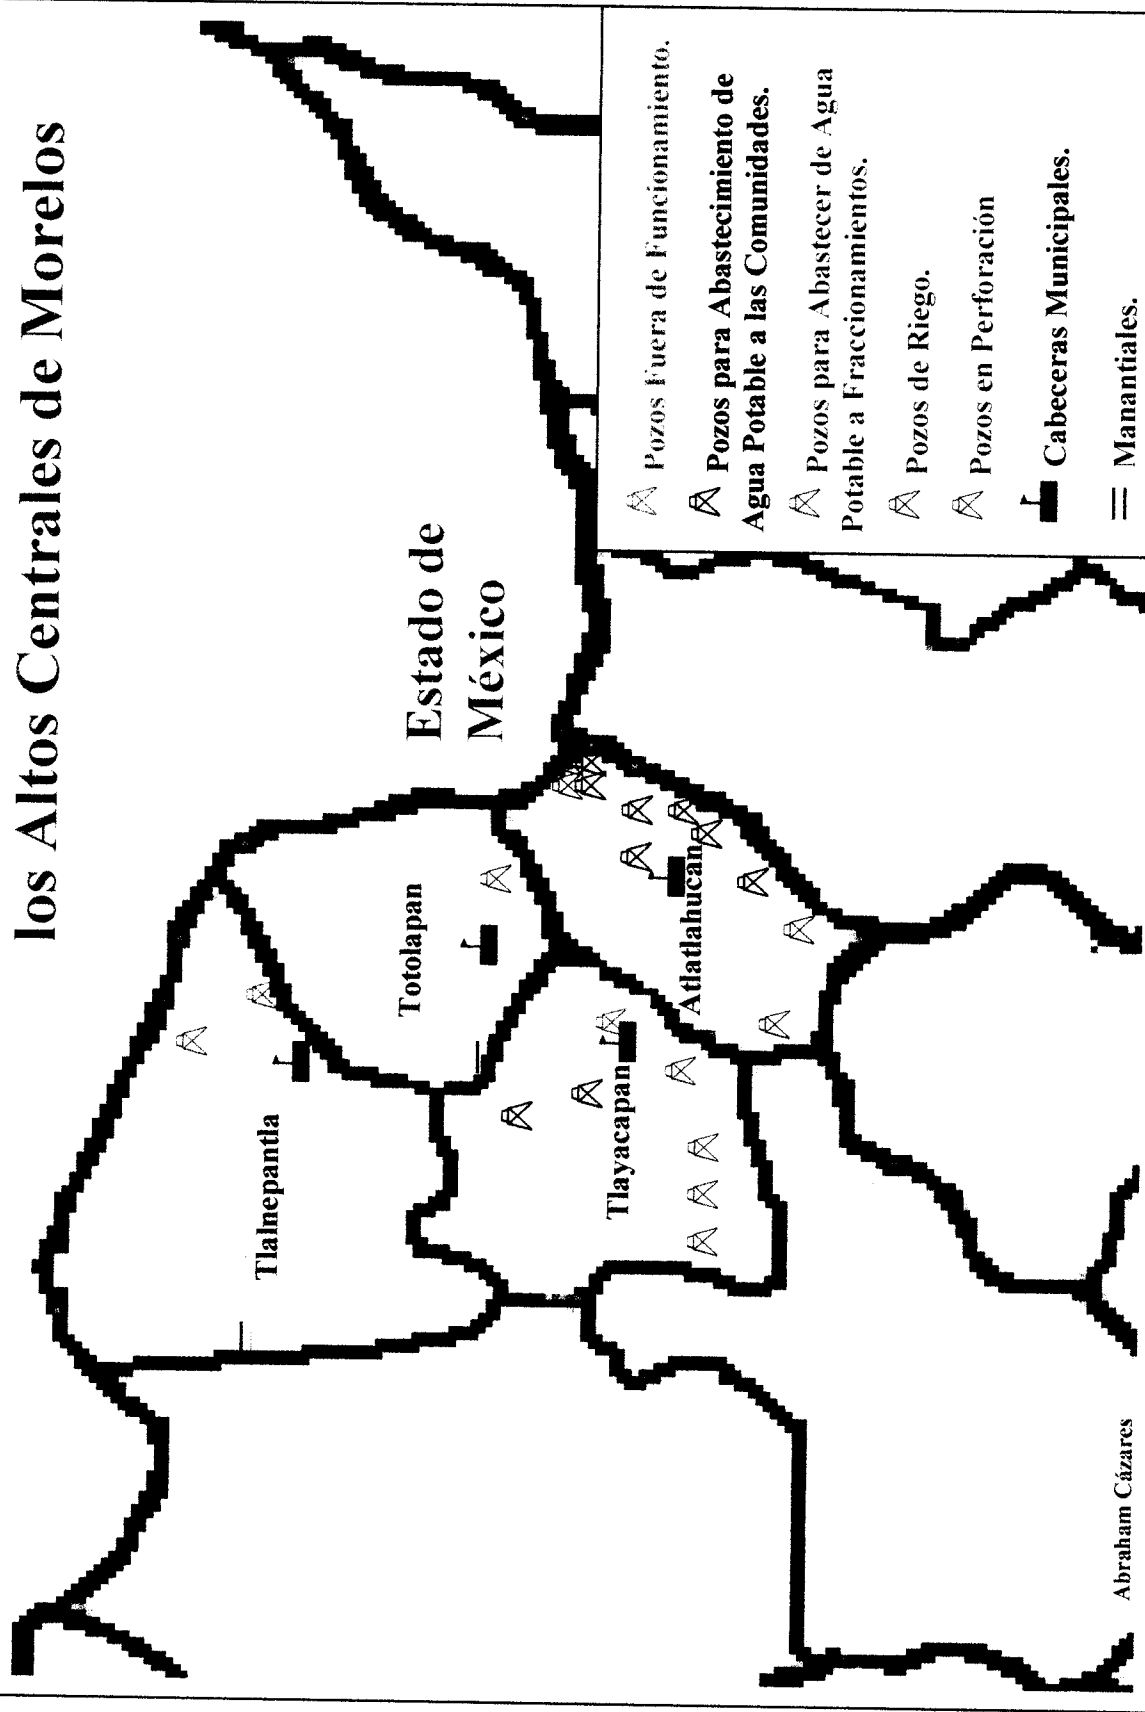 los Altos Centrales de Morelos
Estado de
México
Tlalnepantla
Totolapan
Tlayacapan
Atlatlahucan
Pozos Fuera de Funcionamiento.
Pozos para Abastecimiento de
Agua Potable a las Comunidades.
Pozos para Abastecer de Agua
Potable a Fraccionamientos.
Pozos de Riego.
Pozos en Perforación
Cabeceras Municipales.
Manantiales.
Abraham Cázares